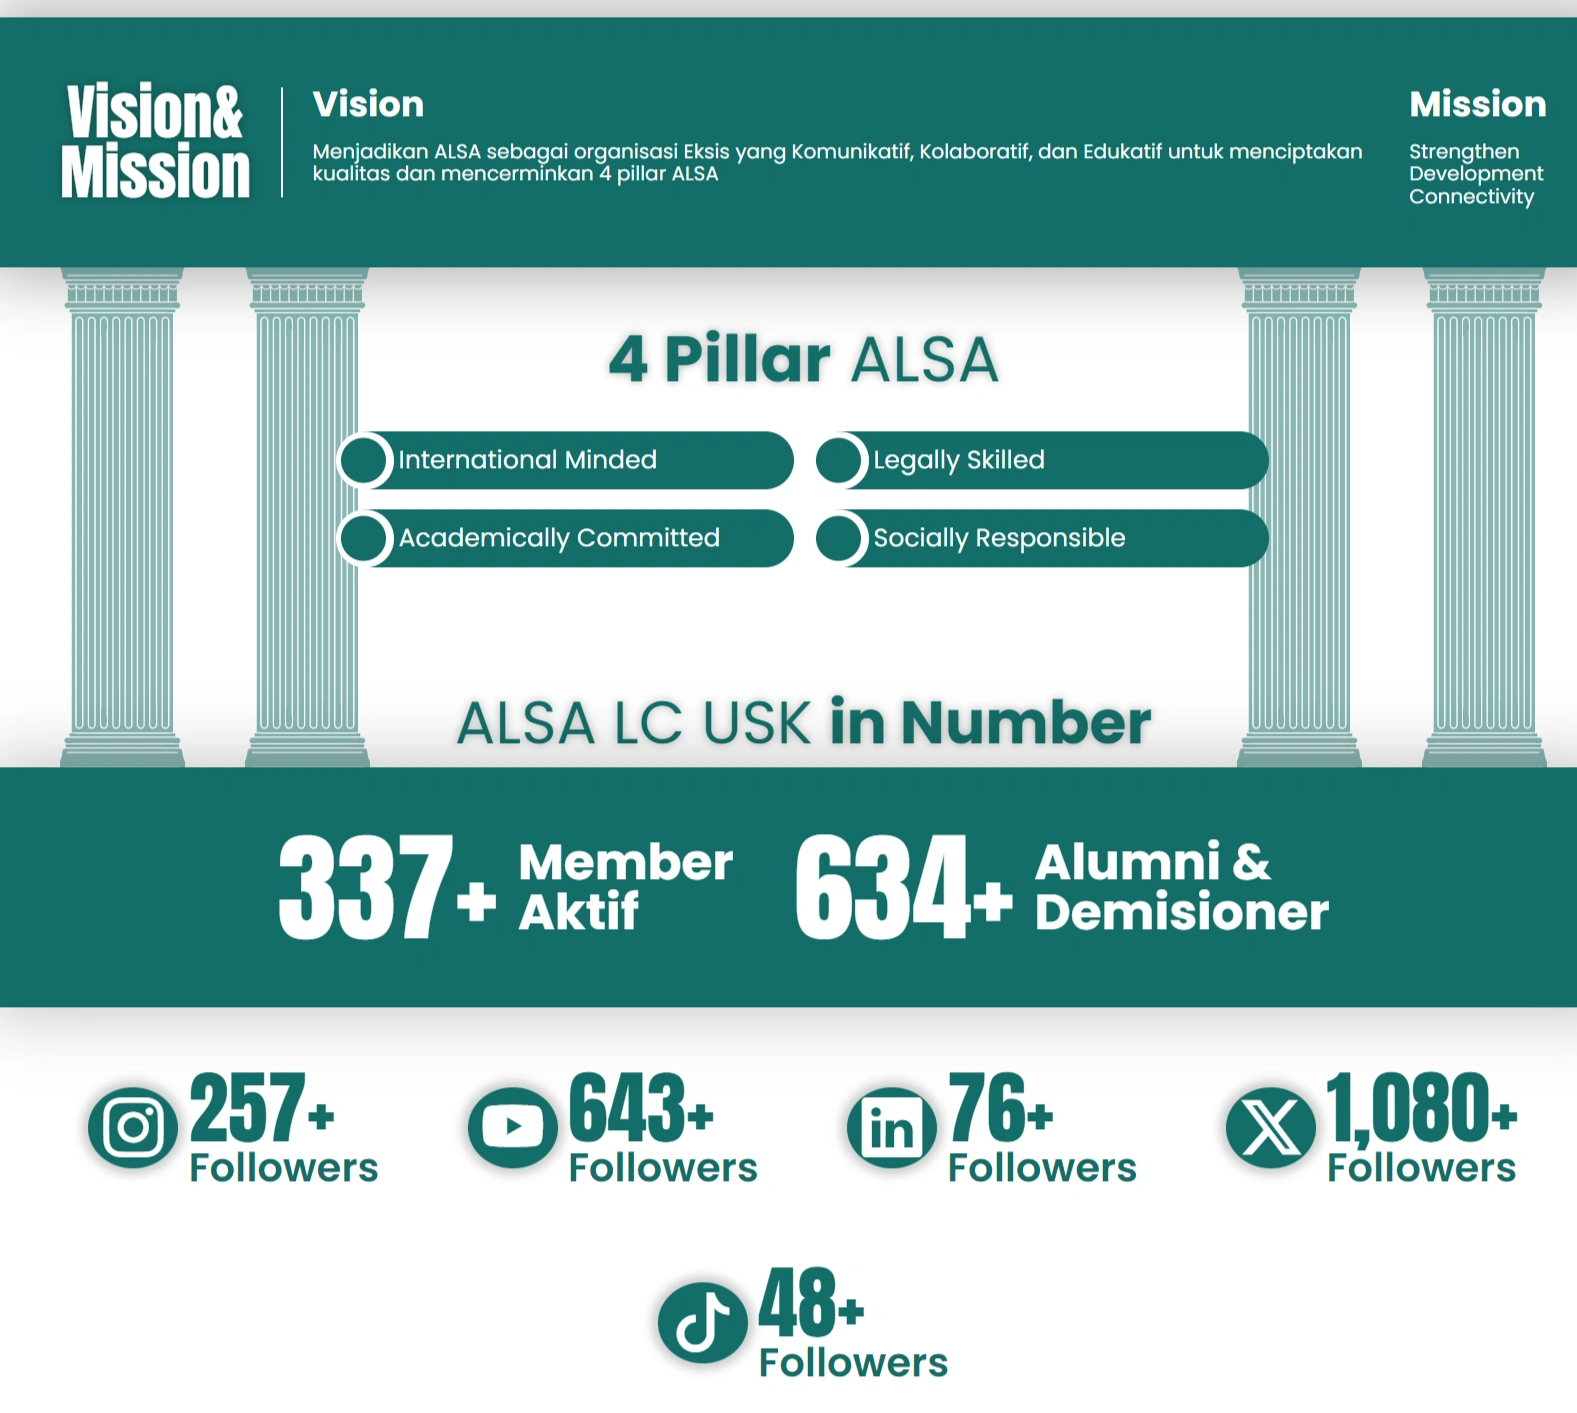 Vision&
Mission
Vision
Menjadikan ALSA sebagai organisasi Eksis yang Komunikatif, Kolaboratif, dan Edukatif untuk menciptakan
kualitas dan mencerminkan 4 pillar ALSA
Mission
Strengthen
Development
Connectivity
4 Pillar ALSA
International Minded
Legally Skilled
Academically Committed
Socially Responsible
ALSA LC USK in Number
337+
Member
Aktif
634+
Alumni &
Demisioner
257+
Followers
643+
Followers
in
76+
Followers
1,080+
Followers
48+
Followers